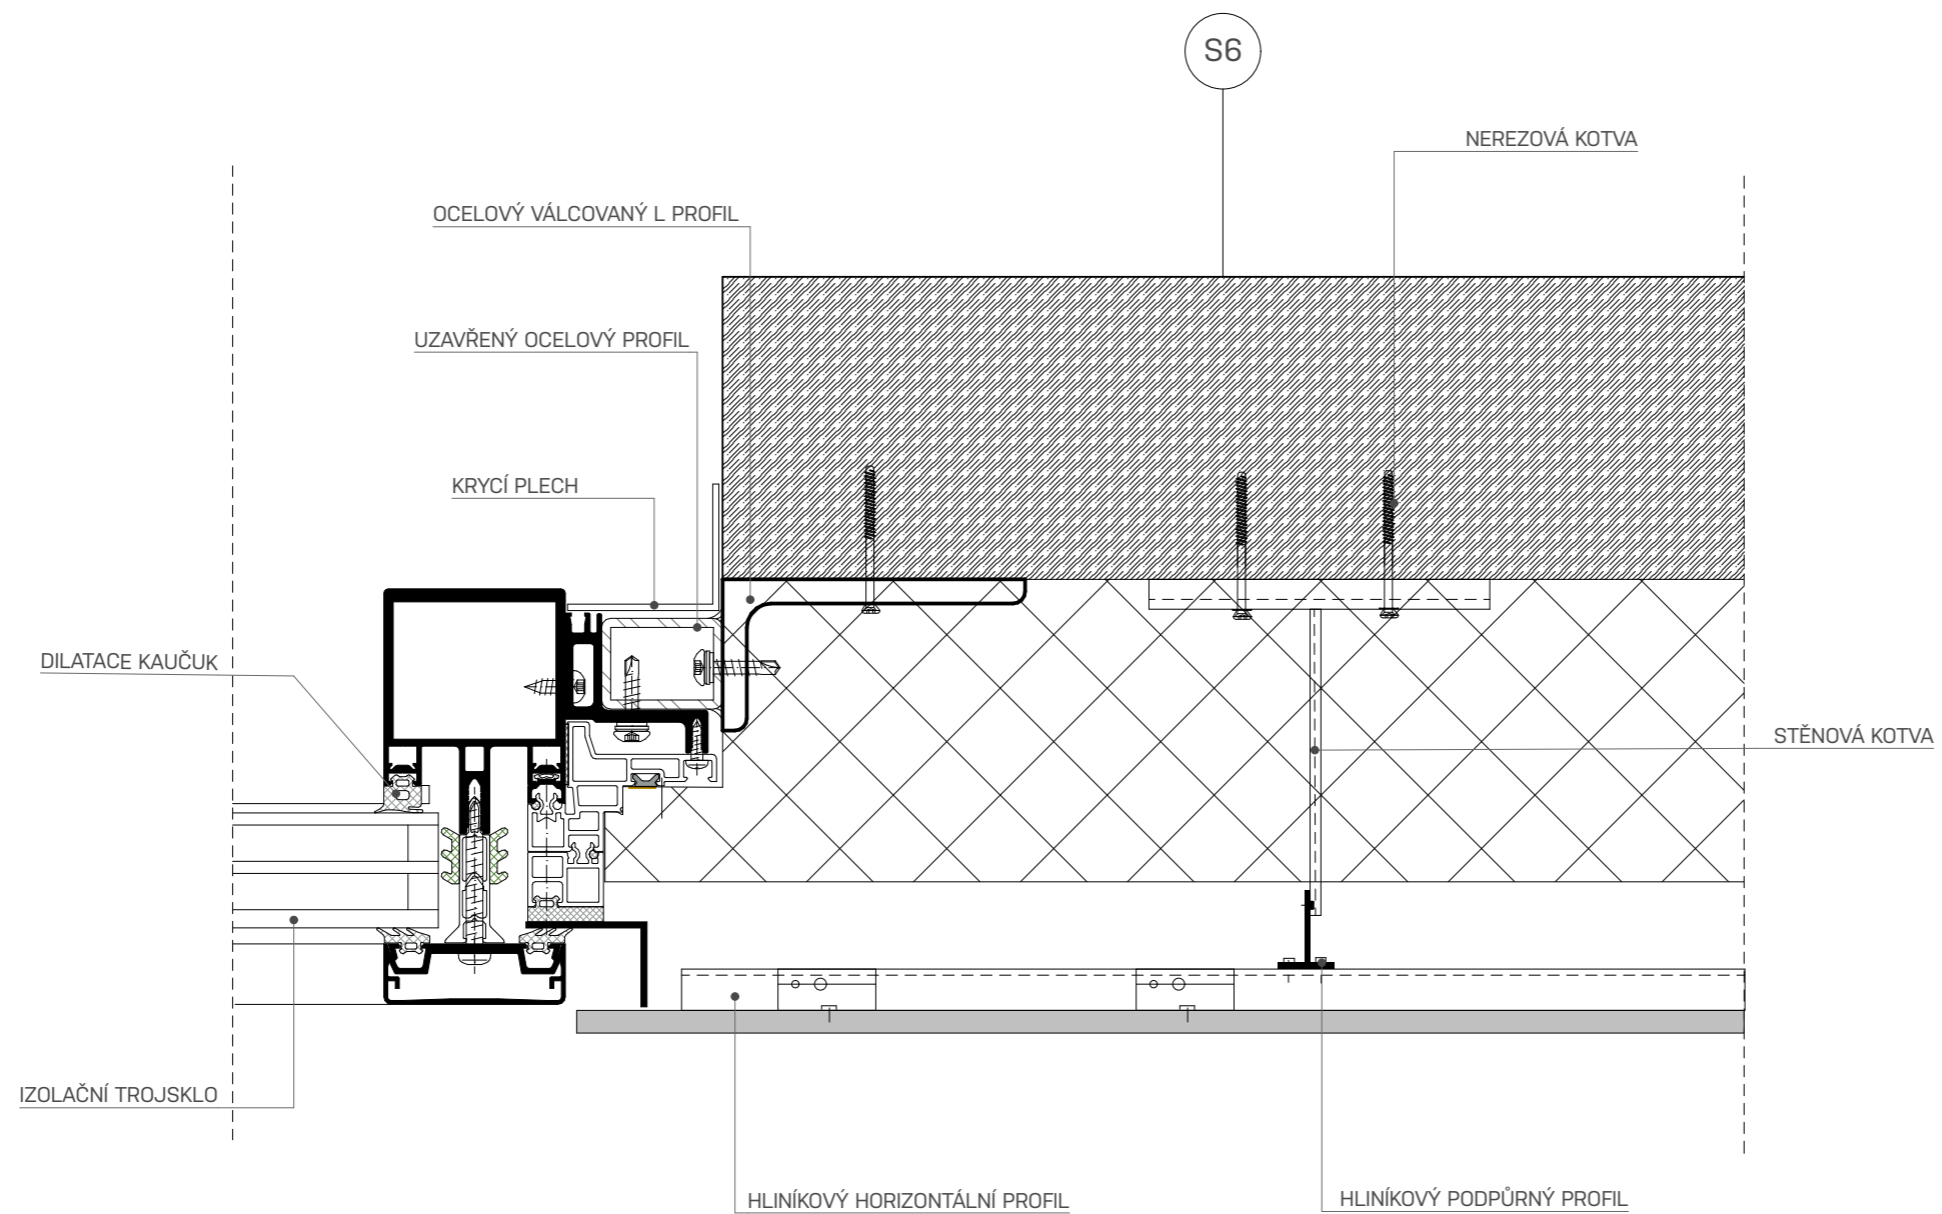 S6
NEREZOVÁ KOTVA
OCELOVÝ VÁLCOVANÝ L PROFIL
UZAVŘENÝ OCELOVÝ PROFIL
KRYCÍ PLECH
DILATACE KAUČUK
STĚNOVÁ KOTVA
IZOLAČNÍ TROJSKLO
HLINÍKOVÝ HORIZONTÁLNÍ PROFIL
HLINÍKOVÝ PODPŮRNÝ PROFIL